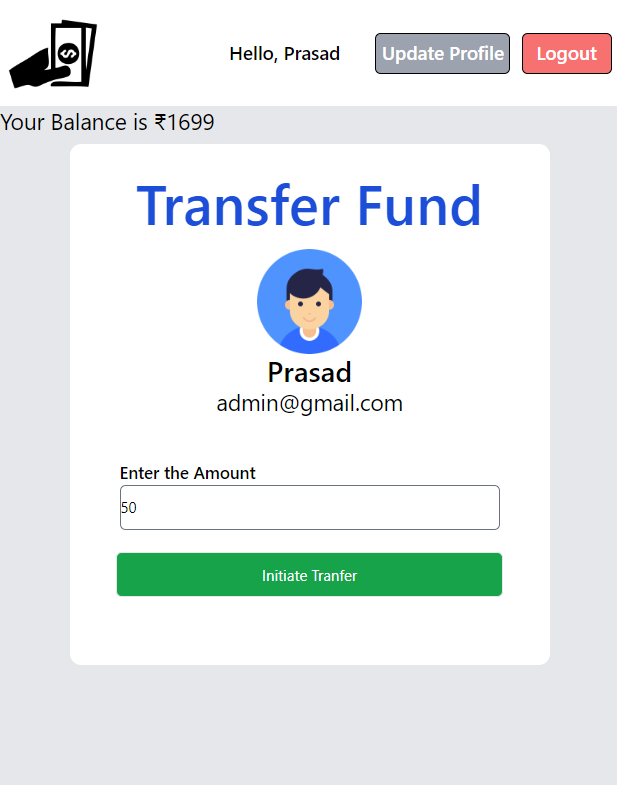 Hello, Prasad
Update Profile
Logout
Your Balance is ₹1699
Transfer Fund
Prasad
admin@gmail.com
Enter the Amount
50
Initiate Tranfer